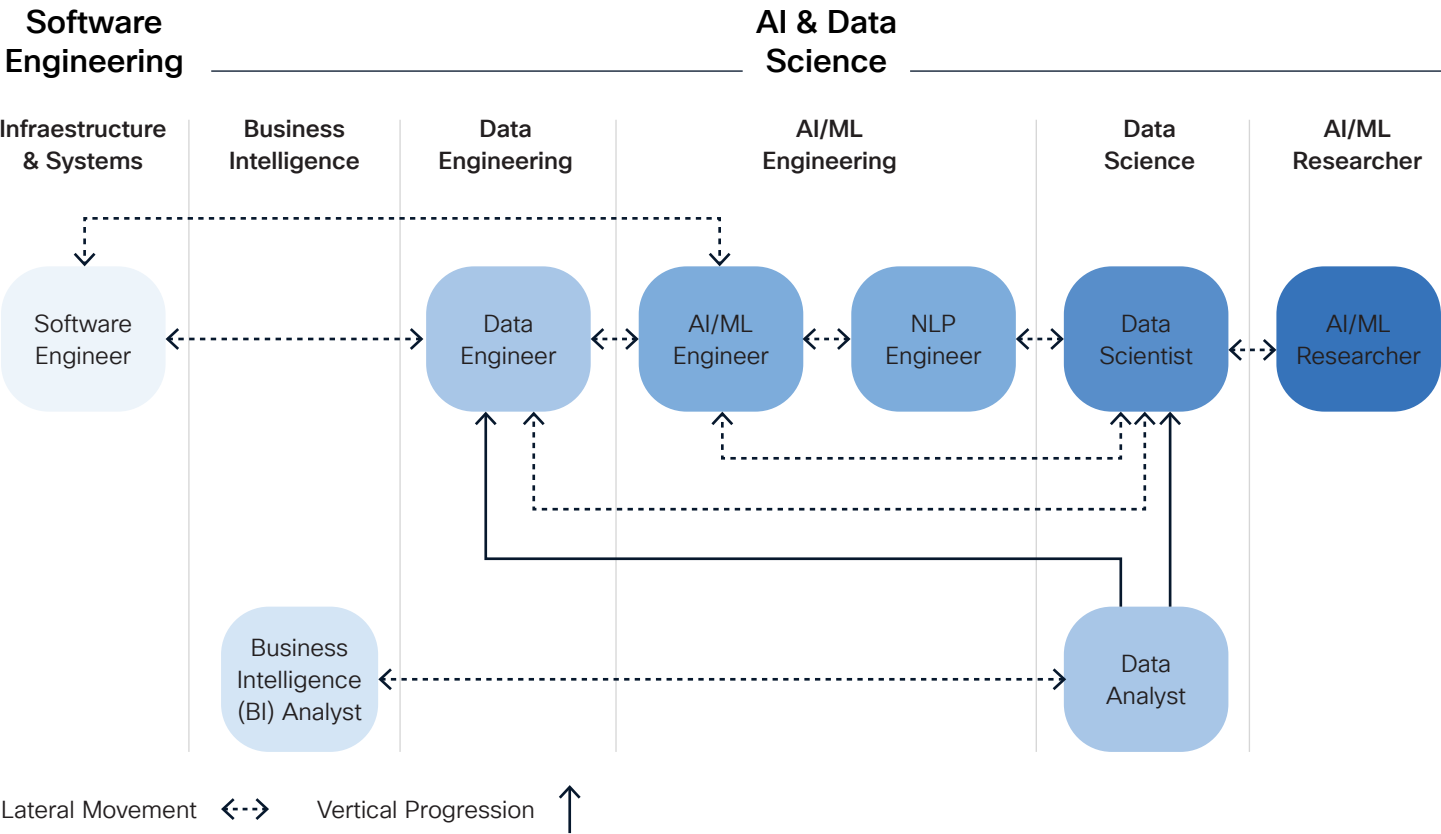 Software
Engineering
AI & Data
Science
Infraestructure
& Systems
Business
Intelligence
Data
Engineering
AI/ML
Engineering
Data
Science
AI/ML
Researcher
Software
Engineer
Data
Engineer
AI/ML
Engineer
NLP
Engineer
Data
Scientist
AI/ML
Researcher
Business
Intelligence
(BI) Analyst
Data
Analyst
Lateral Movement
Vertical Progression